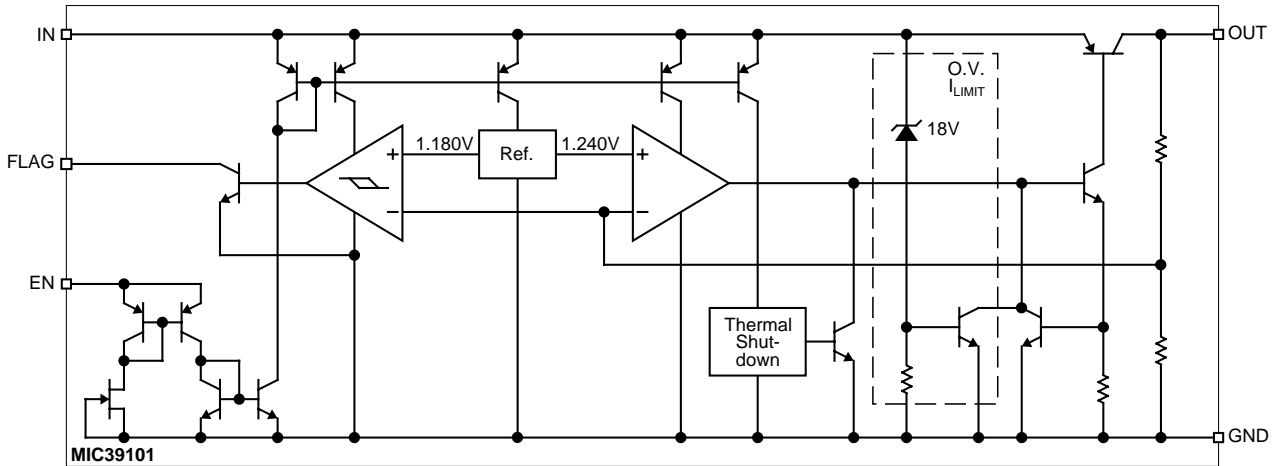 IN
OUT
O.V.
ILIMIT
18V
FLAG
1.180V
Ref.
1.240V
+
+
−
−
EN
Thermal
Shut-
down
GND
MIC39101